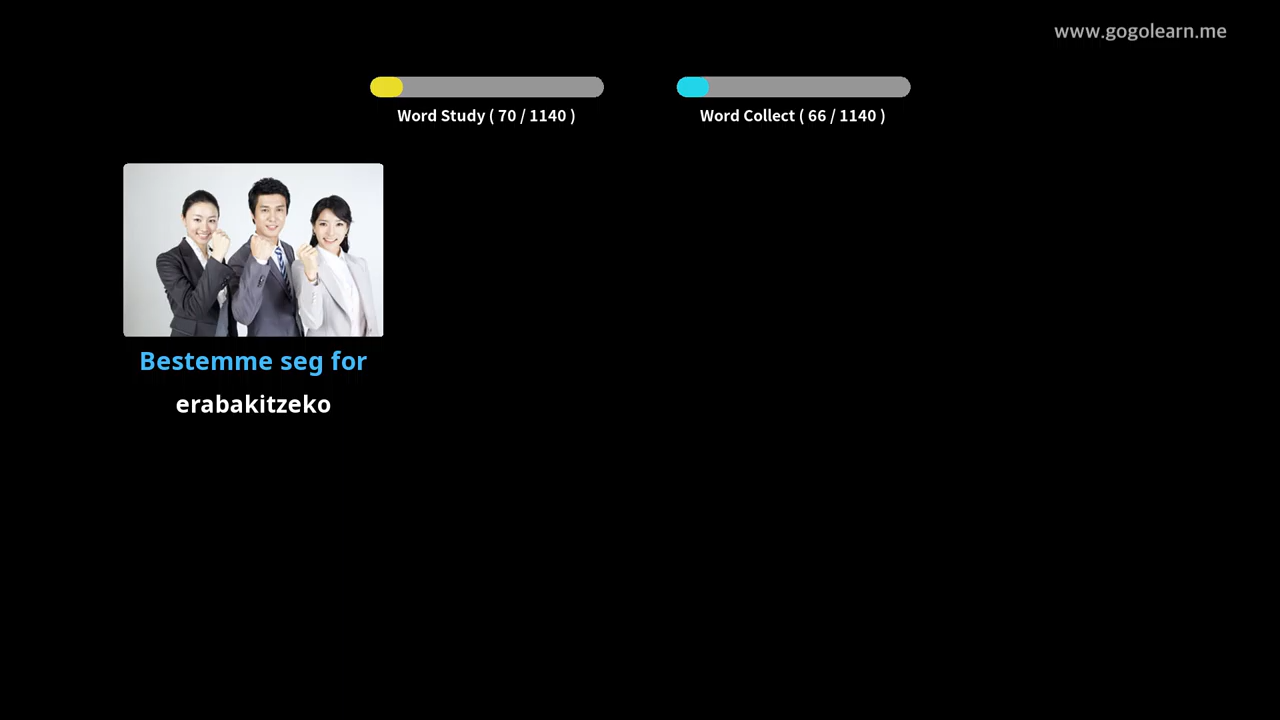 www.gogolearn.me
Word Study ( 70 / 1140 )
Word Collect ( 66 / 1140 )
Bestemme seg for
erabakitzeko